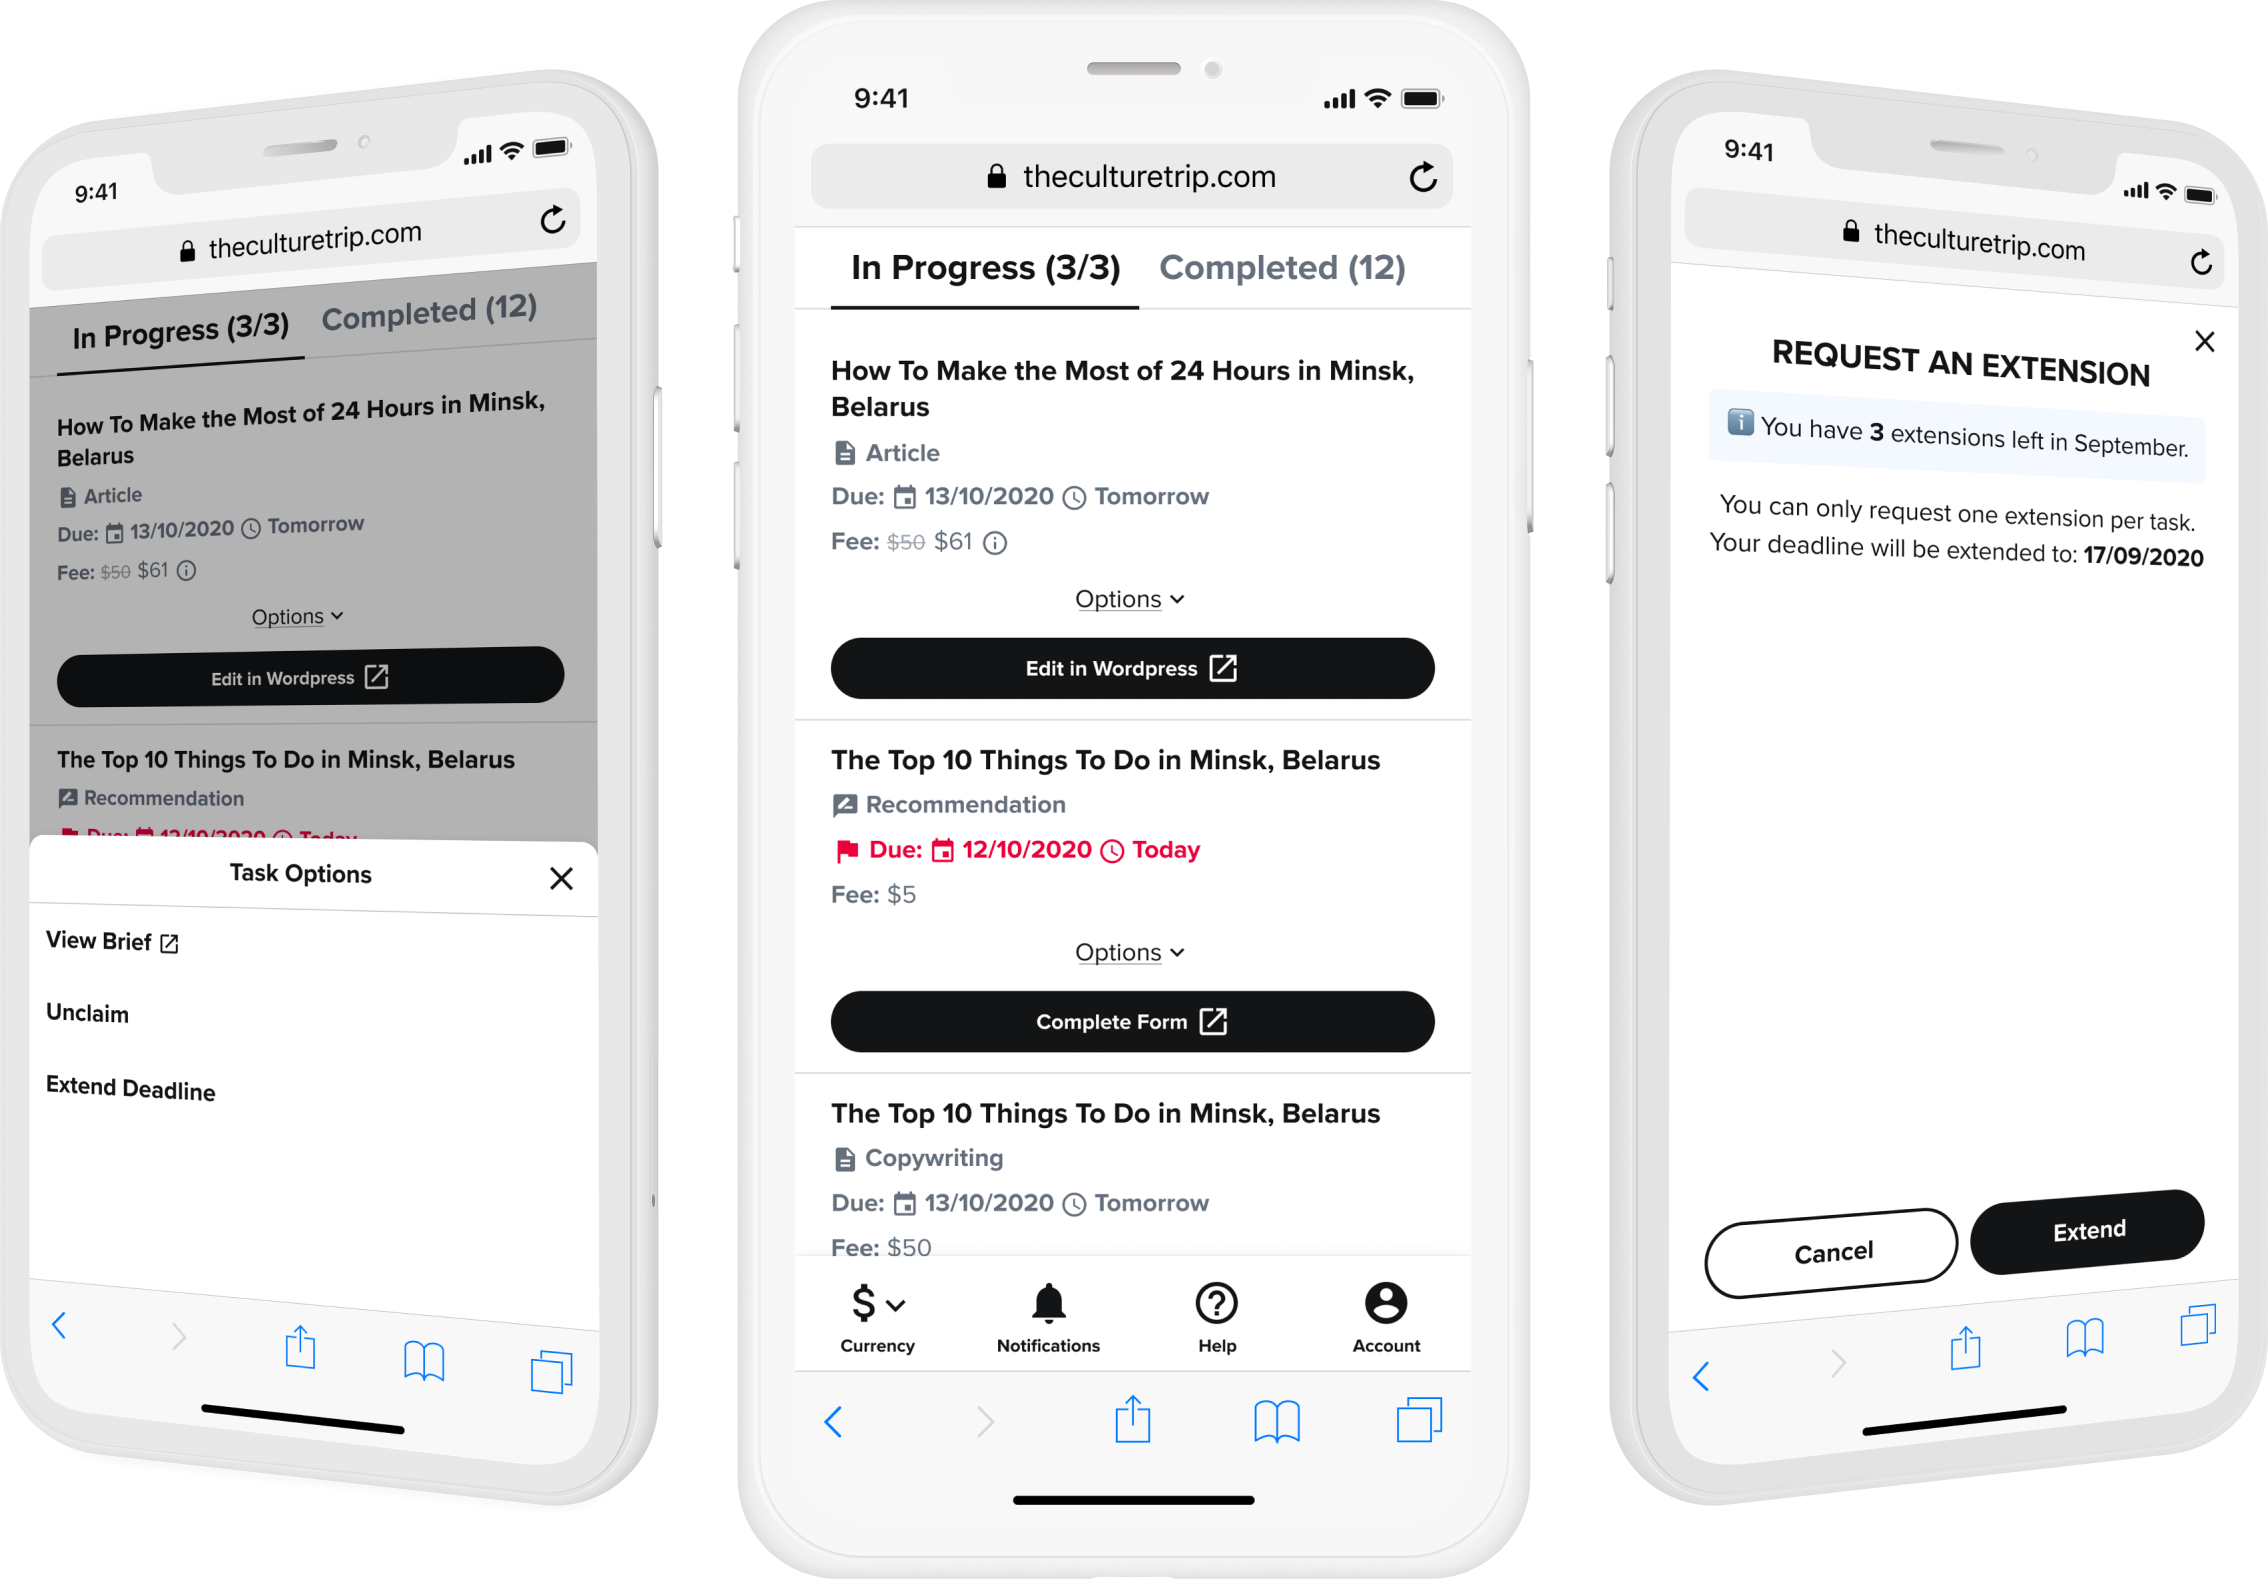 9:41
theculturetrip.com
In Progress (3/3) Completed (12)
How To Make the Most of 24 Hours in Minsk,
Belarus
Article
Due: 13/10/2020 Tomorrow
Fee: $50 $61
Options
Edit in Wordpress
The Top 10 Things To Do in Minsk, Belarus
Recommendation
Due: 12/10/2020 Today
Task Options
View Brief
Unclaim
Extend Deadline
9:41
theculturetrip.com
In Progress (3/3) Completed (12)
How To Make the Most of 24 Hours in Minsk,
Belarus
Article
Due: 13/10/2020 Tomorrow
Fee: $50 $61
Options
Edit in Wordpress
The Top 10 Things To Do in Minsk, Belarus
Recommendation
Due: 12/10/2020 Today
Fee: $5
Options
Complete Form
The Top 10 Things To Do in Minsk, Belarus
Copywriting
Due: 13/10/2020 Tomorrow
Fee: $50
$
Currency Notifications Help Account
9:41
theculturetrip.com
REQUEST AN EXTENSION
You have 3 extensions left in September.
You can only request one extension per task.
Your deadline will be extended to: 17/09/2020
Cancel Extend